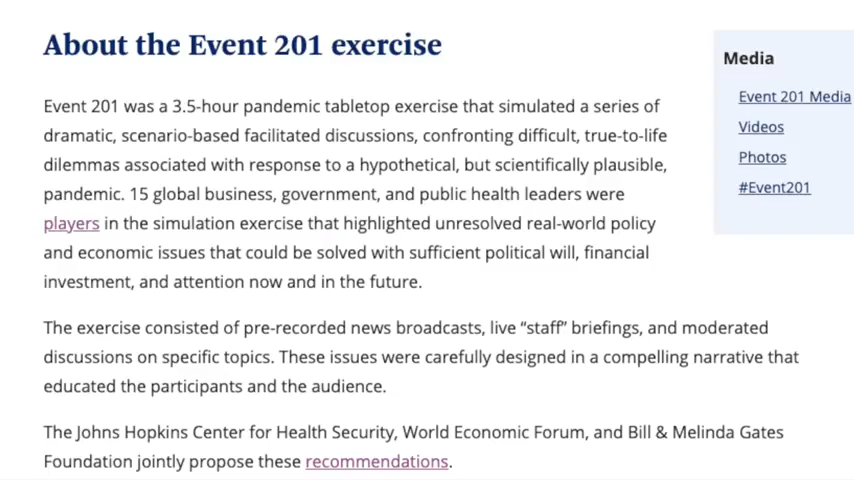 About the Event 201 exercise
Event 201 was a 3.5-hour pandemic tabletop exercise that simulated a series of
dramatic, scenario-based facilitated discussions, confronting difficult, true-to-life
dilemmas associated with response to a hypothetical, but scientifically plausible,
pandemic. 15 global business, government, and public health leaders were
players in the simulation exercise that highlighted unresolved real-world policy
and economic issues that could be solved with sufficient political will, financial
investment, and attention now and in the future.
The exercise consisted of pre-recorded news broadcasts, live “staff” briefings, and moderated
discussions on specific topics. These issues were carefully designed in a compelling narrative that
educated the participants and the audience.
The Johns Hopkins Center for Health Security, World Economic Forum, and Bill & Melinda Gates
Foundation jointly propose these recommendations.
Media
Event 201 Media
Videos
Photos
#Event201